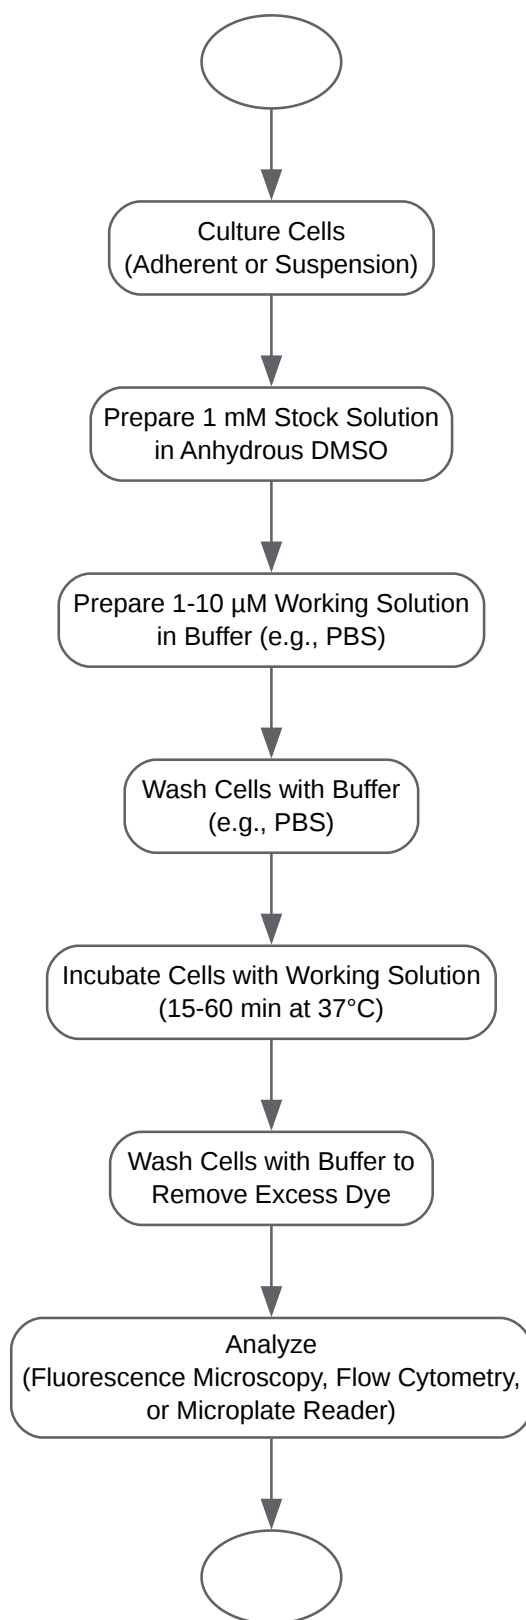 Culture Cells
(Adherent or Suspension)
Prepare 1 mM Stock Solution
in Anhydrous DMSO
Prepare 1-10 µM Working Solution
in Buffer (e.g., PBS)
Wash Cells with Buffer
(e.g., PBS)
Incubate Cells with Working Solution
(15-60 min at 37°C)
Wash Cells with Buffer to
Remove Excess Dye
Analyze
(Fluorescence Microscopy, Flow Cytometry,
or Microplate Reader)